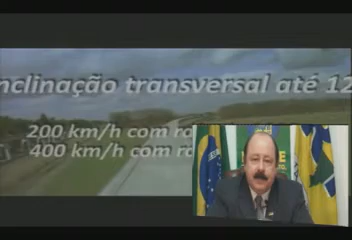 nclinação transversal até 12
200 km/h com ro
400 km/h com ro